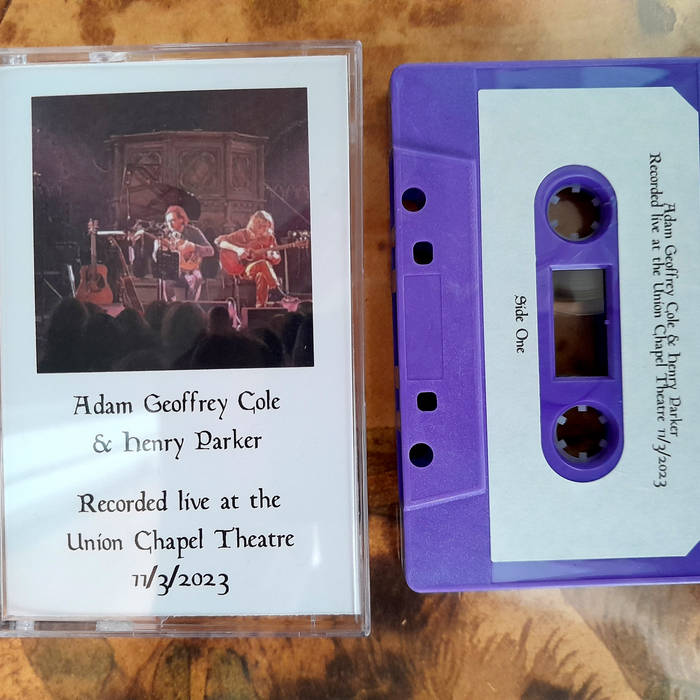 Adam Geoffrey Cole
& Henry Parker
Recorded live at the
Union Chapel Theatre
11/3/2023
Adam Geoffrey Cole & Henry Parker
Recorded live at the Union Chapel Theatre 11/3/2023
Side One